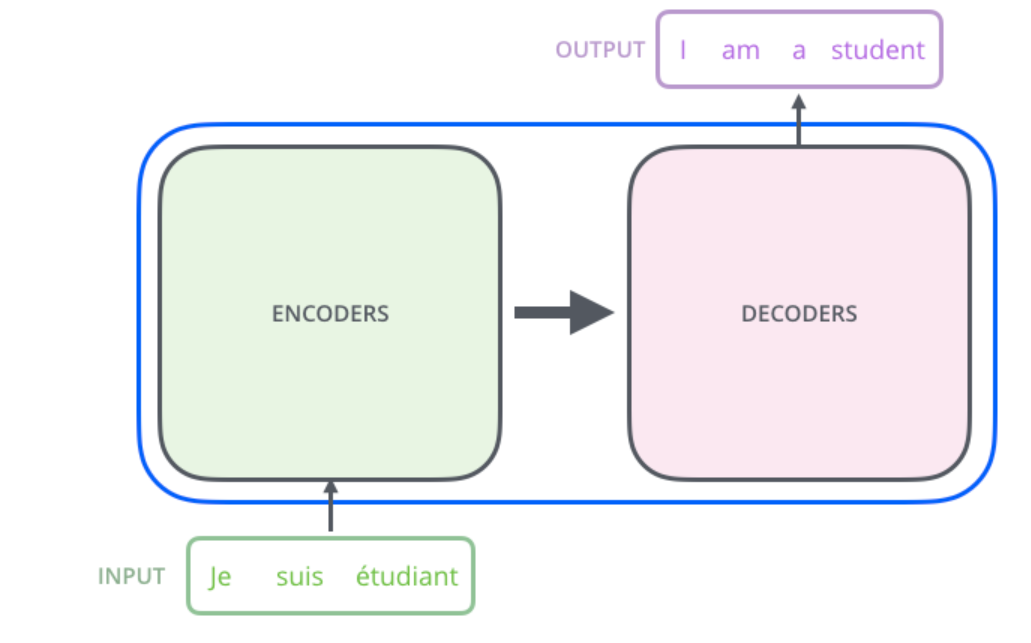 OUTPUT I am a student
ENCODERS DECODERS
INPUT Je suis étudiant